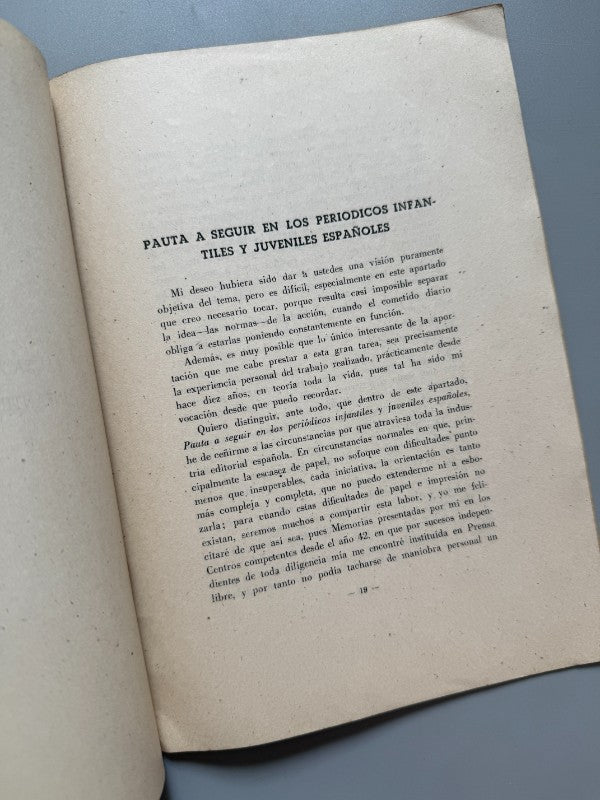 PAUTA A SEGUIR EN LOS PERIODICOS INFAN-
TILES Y JUVENILES ESPAÑOLES
Mi deseo hubiera sido dar a ustedes una visión puramente
objetiva del tema, pero es difícil, especialmente en este apartado
que creo necesario tocar, porque resulta casi imposible separar
la idea—las normas—de la acción, cuando el cometido diario
obliga a estarlas poniendo constantemente en función.
Además, es muy posible que lo único interesante de la apor-
tación que me cabe prestar a esta gran tarea, sea precisamente
la experiencia personal del trabajo realizado, prácticamente desde
hace diez años, en teoría toda la vida, pues tal ha sido mi
vocación desde que puedo recordar.
Quiero distinguir, ante todo, que dentro de este apartado,
Pauta a seguir en los periódicos infantiles y juveniles españoles,
he de ceñirme a las circunstancias por que atraviesa toda la indus-
tria editorial española. En circunstancias normales en que, prin-
cipalmente la escasez de papel, no sofoque con dificultades punto
menos que insuperables, cada iniciativa, la orientación es tanto
más compleja y completa, que no puedo extenderme ni a esbo-
zarla; para cuando estas dificultades de papel e impresión no
existan, seremos muchos a compartir esta labor, y yo me feli-
citaré de que así sea, pues Memorias presentadas por mí en los
Centros competentes desde el año 42, en que por sucesos indepen-
dientes de toda diligencia mía me encontré instituída en Prensa
libre, y por tanto no podía tacharse de maniobra personal un
— 19 —